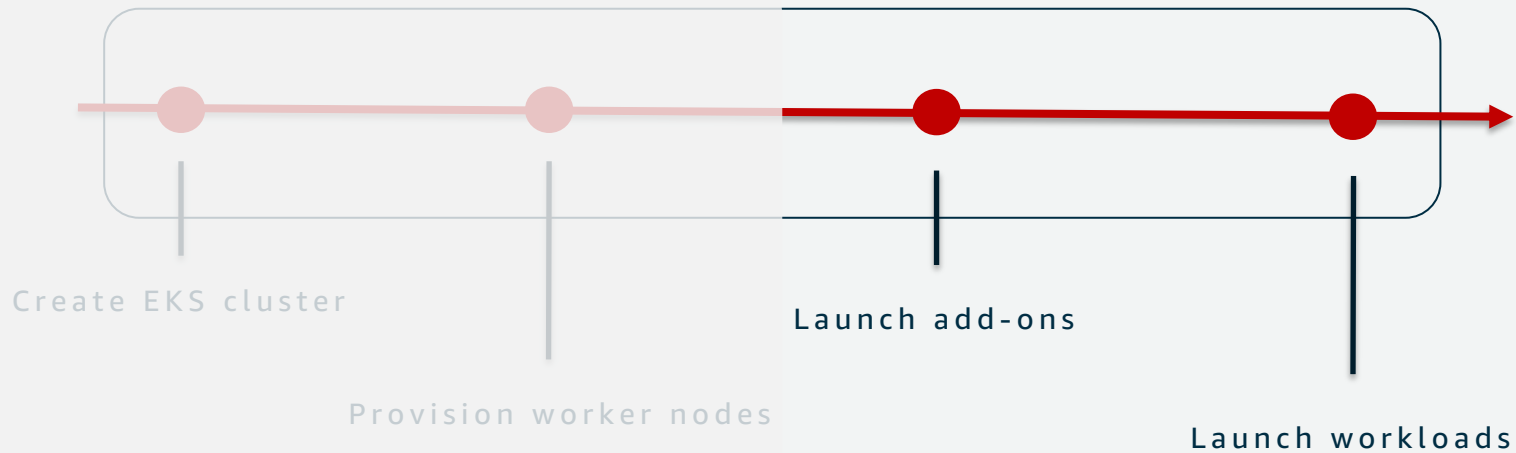 Create EKS cluster
Launch add-ons
Provision worker nodes
Launch workloads